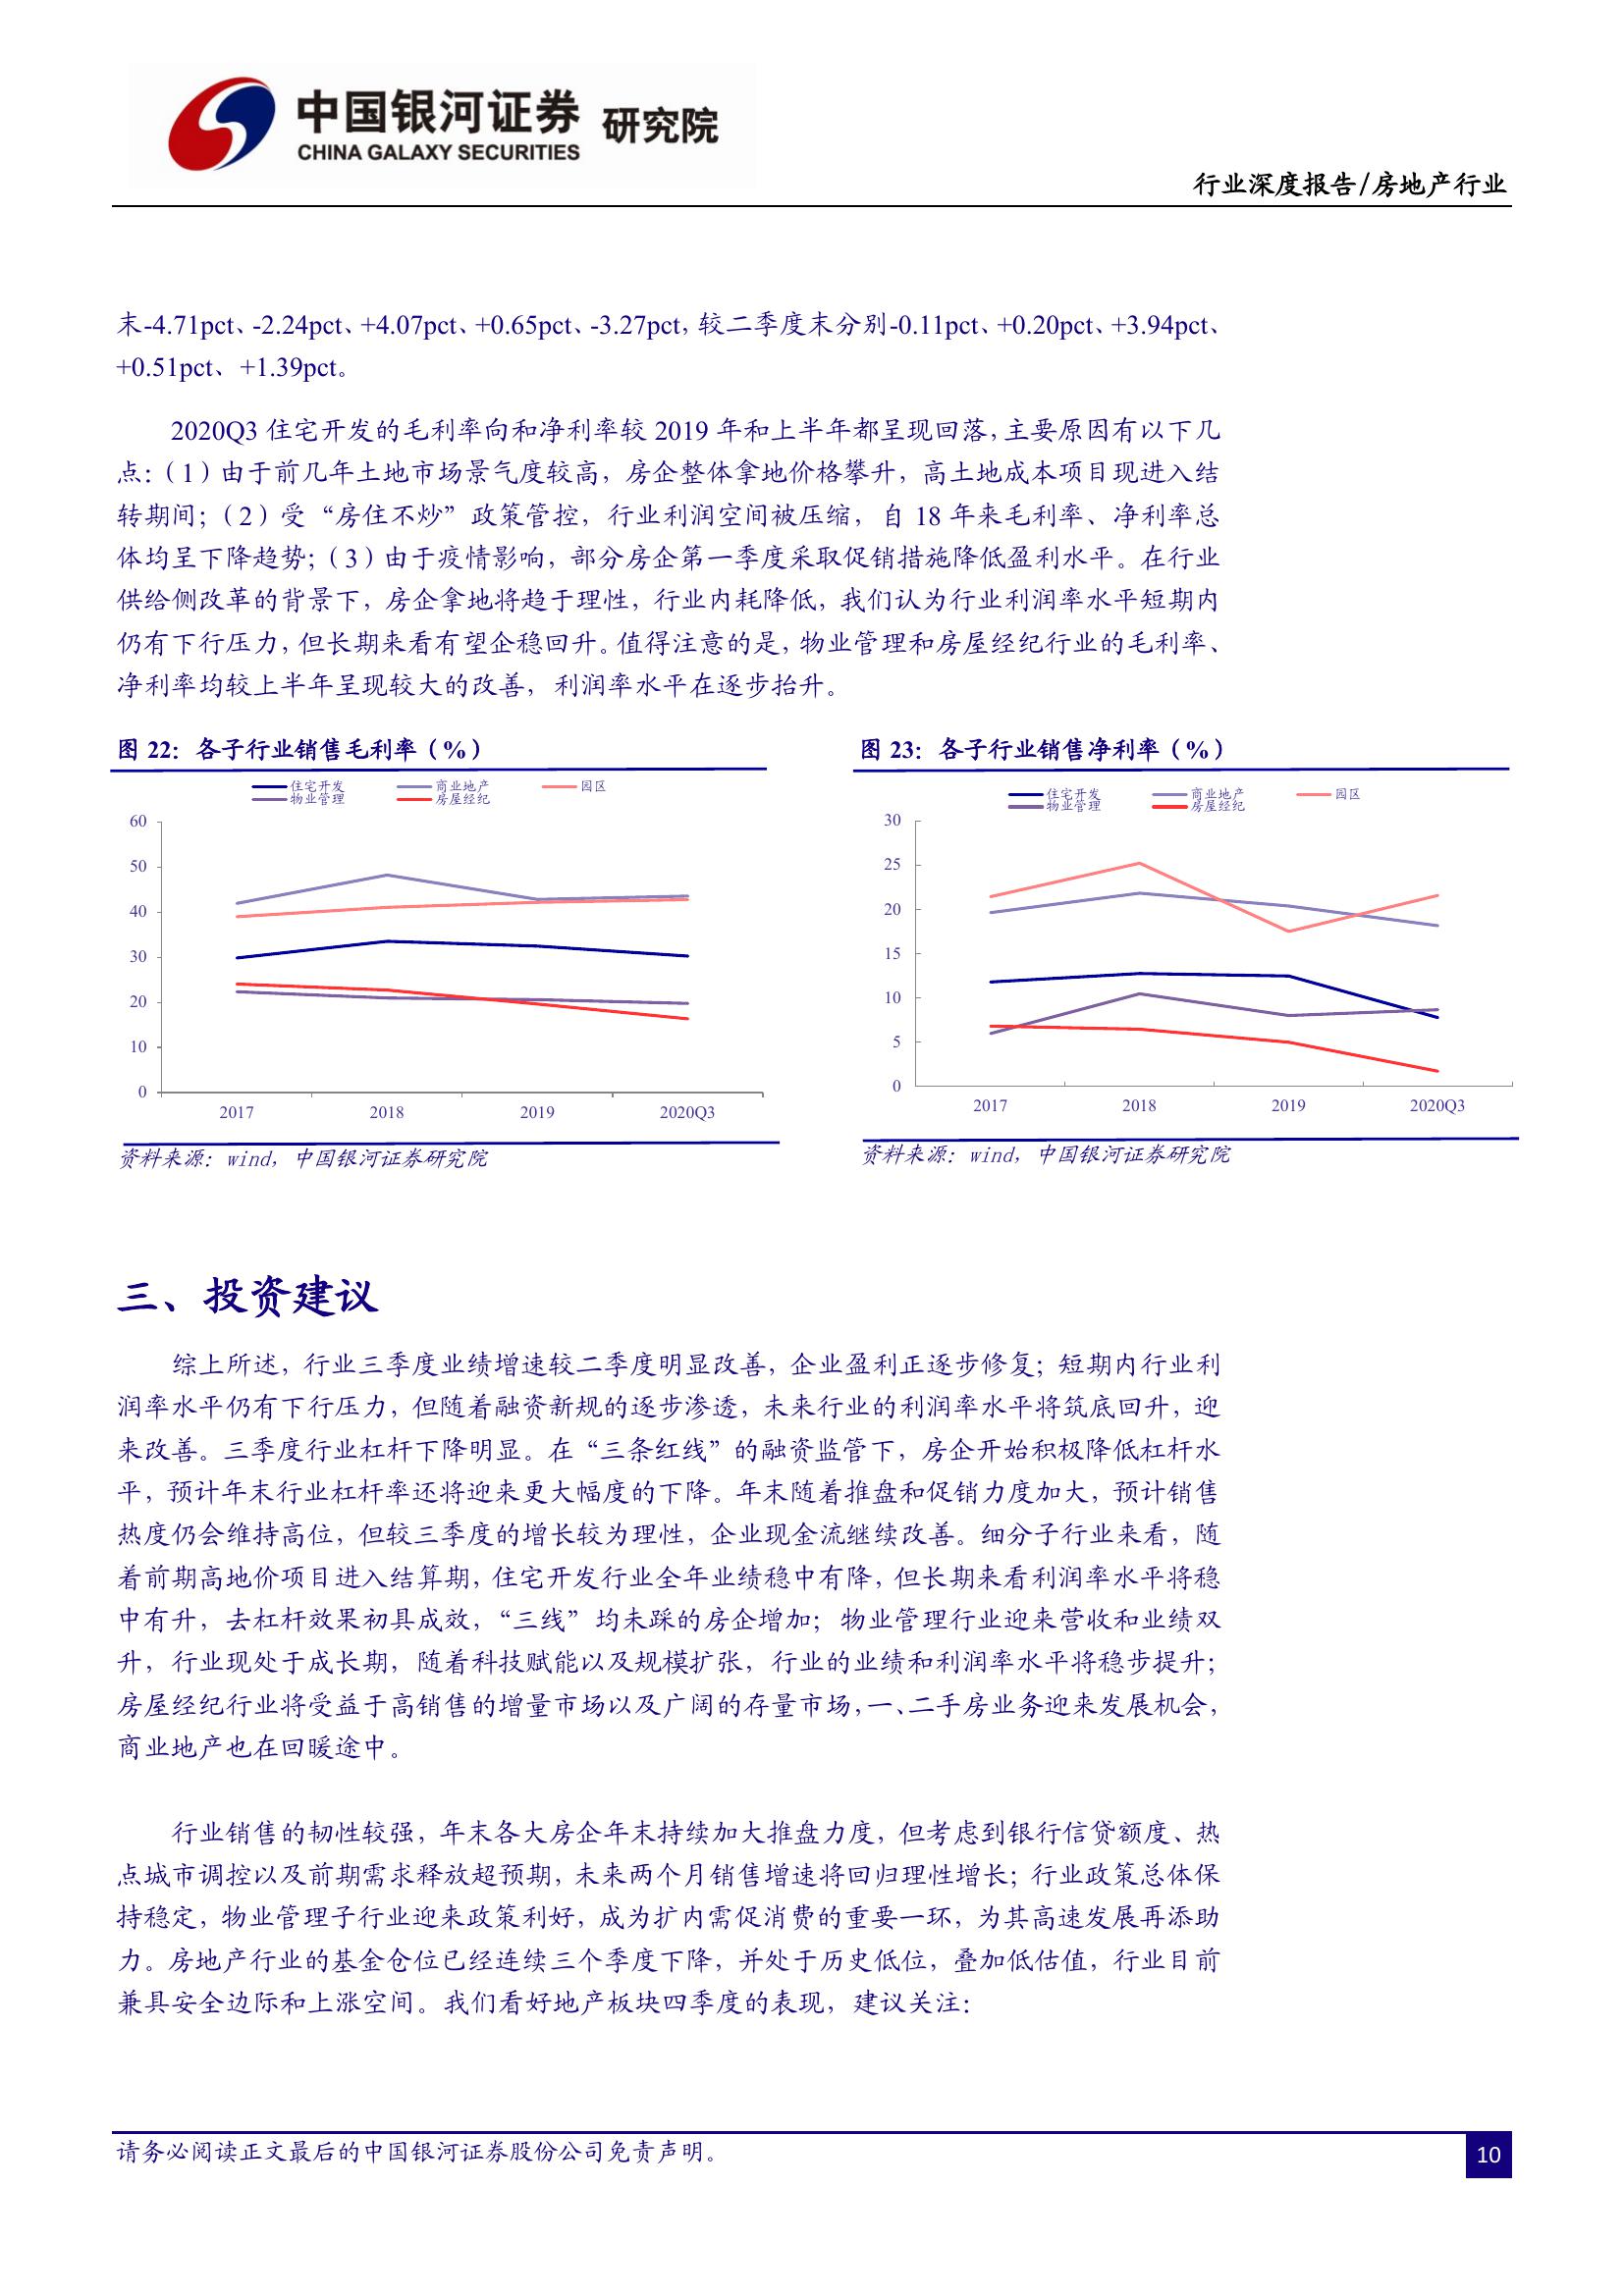 中国银河证券 研究院
CHINA GALAXY SECURITIES
行业深度报告/房地产行业
末-4.71pct、-2.24pct、+4.07pct、+0.65pct、-3.27pct，较二季度末分别-0.11pct、+0.20pct、+3.94pct、
+0.51pct、+1.39pct。
2020Q3 住宅开发的毛利率向和净利率较 2019 年和上半年都呈现回落，主要原因有以下几
点：（1）由于前几年土地市场景气度较高，房企整体拿地价格攀升，高土地成本项目现进入结
转期间；（2）受“房住不炒”政策管控，行业利润空间被压缩，自 18 年来毛利率、净利率总
体均呈下降趋势；（3）由于疫情影响，部分房企第一季度采取促销措施降低盈利水平。在行业
供给侧改革的背景下，房企拿地将趋于理性，行业内耗降低，我们认为行业利润率水平短期内
仍有下行压力，但长期来看有望企稳回升。值得注意的是，物业管理和房屋经纪行业的毛利率、
净利率均较上半年呈现较大的改善，利润率水平在逐步抬升。
图 22：各子行业销售毛利率（%）
住宅开发 商业地产 园区
物业管理 房屋经纪
60
50
40
30
20
10
0
2017 2018 2019 2020Q3
资料来源：wind，中国银河证券研究院
图 23：各子行业销售净利率（%）
住宅开发 商业地产 园区
物业管理 房屋经纪
30
25
20
15
10
5
0
2017 2018 2019 2020Q3
资料来源：wind，中国银河证券研究院
三、投资建议
综上所述，行业三季度业绩增速较二季度明显改善，企业盈利正逐步修复；短期内行业利
润率水平仍有下行压力，但随着融资新规的逐步渗透，未来行业的利润率水平将筑底回升，迎
来改善。三季度行业杠杆下降明显。在“三条红线”的融资监管下，房企开始积极降低杠杆水
平，预计年末行业杠杆率还将迎来更大幅度的下降。年末随着推盘和促销力度加大，预计销售
热度仍会维持高位，但较三季度的增长较为理性，企业现金流继续改善。细分子行业来看，随
着前期高地价项目进入结算期，住宅开发行业全年业绩稳中有降，但长期来看利润率水平将稳
中有升，去杠杆效果初具成效，“三线”均未踩的房企增加；物业管理行业迎来营收和业绩双
升，行业现处于成长期，随着科技赋能以及规模扩张，行业的业绩和利润率水平将稳步提升；
房屋经纪行业将受益于高销售的增量市场以及广阔的存量市场，一、二手房业务迎来发展机会，
商业地产也在回暖途中。
行业销售的韧性较强，年末各大房企年末持续加大推盘力度，但考虑到银行信贷额度、热
点城市调控以及前期需求释放超预期，未来两个月销售增速将回归理性增长；行业政策总体保
持稳定，物业管理子行业迎来政策利好，成为扩内需促消费的重要一环，为其高速发展再添助
力。房地产行业的基金仓位已经连续三个季度下降，并处于历史低位，叠加低估值，行业目前
兼具安全边际和上涨空间。我们看好地产板块四季度的表现，建议关注：
请务必阅读正文最后的中国银河证券股份公司免责声明。
10